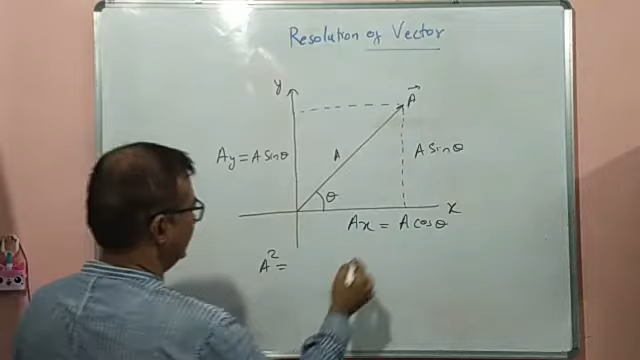 Resolution of Vector
y
A⃗
Ay = A sinθ
A
A sinθ
θ
x
Ax = A cosθ
A² =